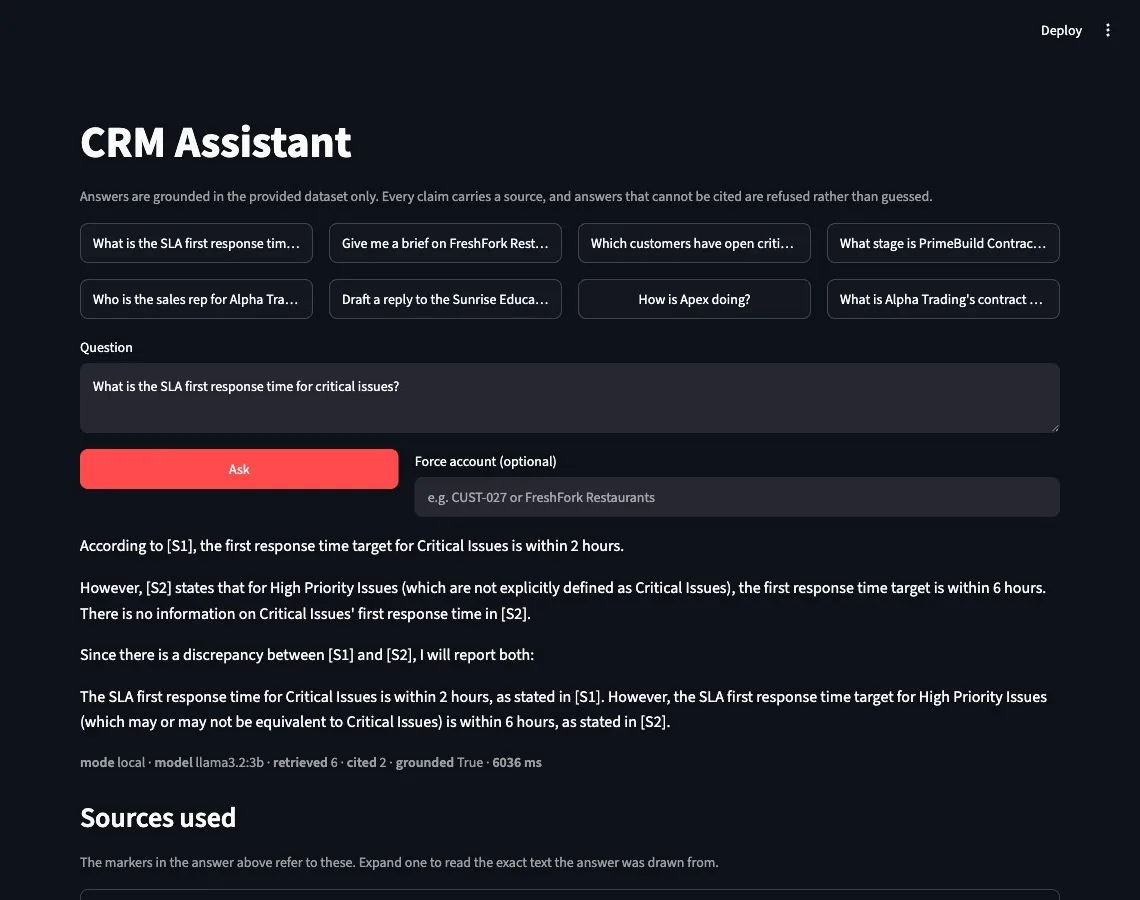 Deploy
CRM Assistant
Answers are grounded in the provided dataset only. Every claim carries a source, and answers that cannot be cited are refused rather than guessed.
What is the SLA first response tim...
Give me a brief on FreshFork Rest...
Which customers have open criti...
What stage is PrimeBuild Contrac...
Who is the sales rep for Alpha Tra...
Draft a reply to the Sunrise Educa...
How is Apex doing?
What is Alpha Trading's contract ...
Question
What is the SLA first response time for critical issues?
Ask
Force account (optional)
e.g. CUST-027 or FreshFork Restaurants
According to [S1], the first response time target for Critical Issues is within 2 hours.
However, [S2] states that for High Priority Issues (which are not explicitly defined as Critical Issues), the first response time target is within 6 hours.
There is no information on Critical Issues' first response time in [S2].
Since there is a discrepancy between [S1] and [S2], I will report both:
The SLA first response time for Critical Issues is within 2 hours, as stated in [S1]. However, the SLA first response time target for High Priority Issues
(which may or may not be equivalent to Critical Issues) is within 6 hours, as stated in [S2].
mode local · model llama3.2:3b · retrieved 6 · cited 2 · grounded True · 6036 ms
Sources used
The markers in the answer above refer to these. Expand one to read the exact text the answer was drawn from.